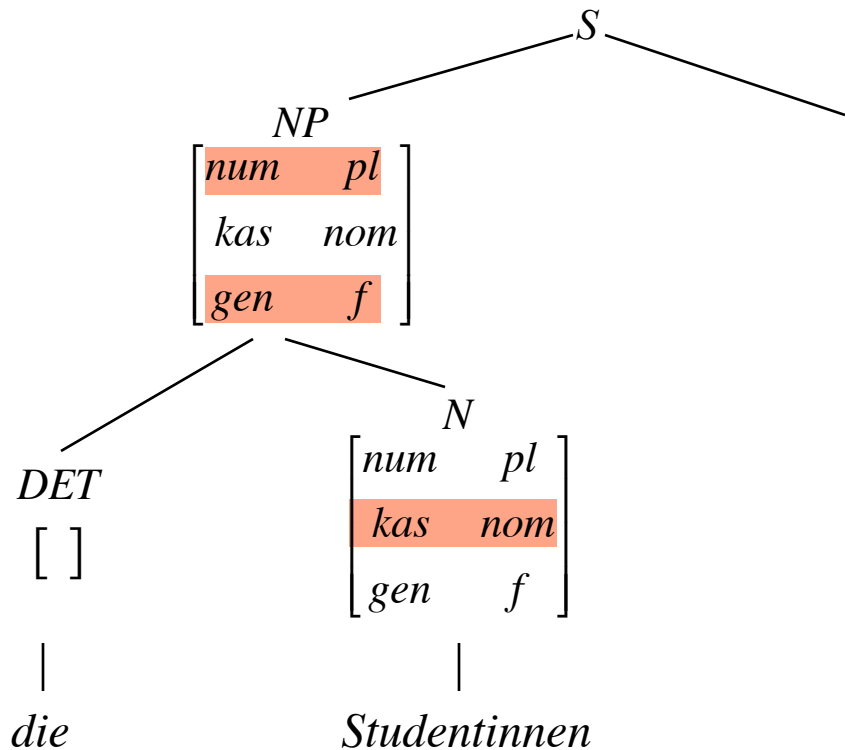 S
NP
num pl
kas nom
gen f
N
num pl
DET
kas nom
[ ]
gen f
die Studentinnen